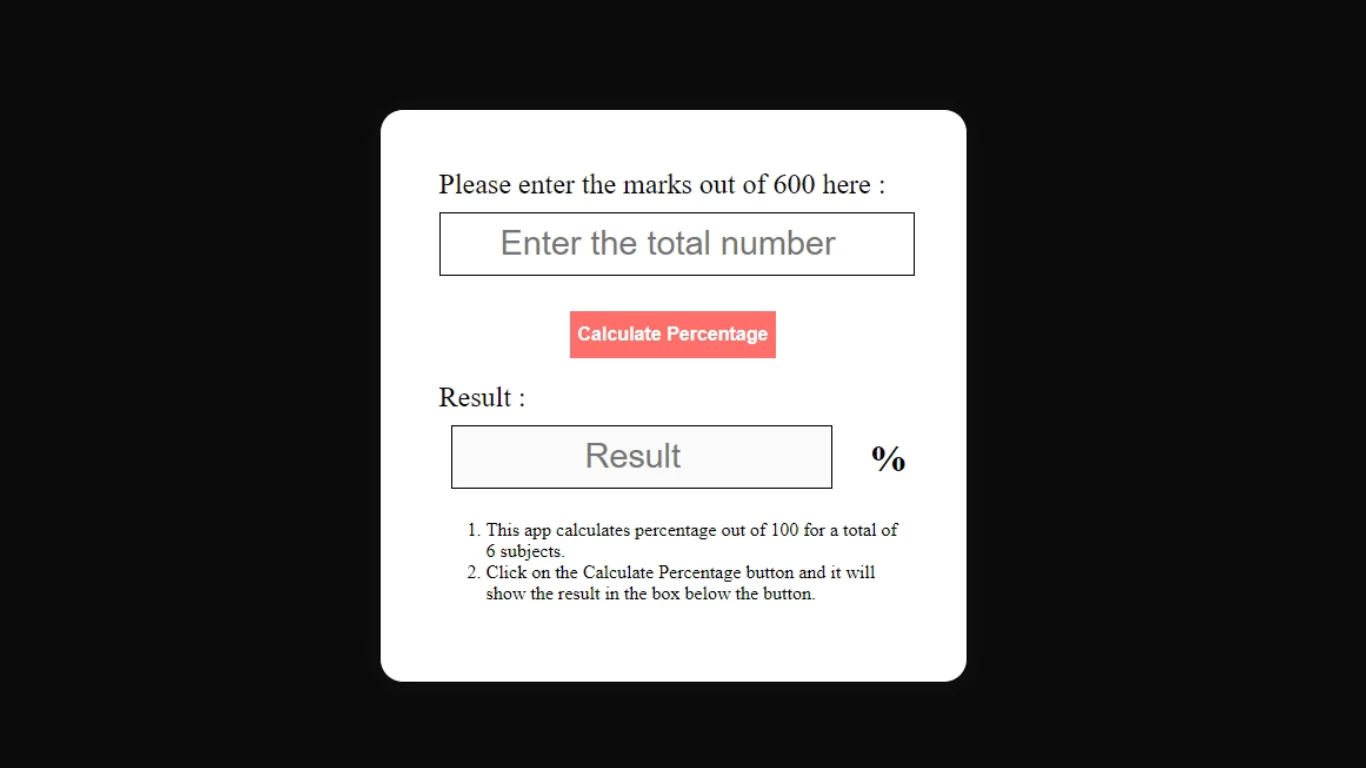 Please enter the marks out of 600 here :
Enter the total number
Calculate Percentage
Result :
Result
%
1. This app calculates percentage out of 100 for a total of
6 subjects.
2. Click on the Calculate Percentage button and it will
show the result in the box below the button.